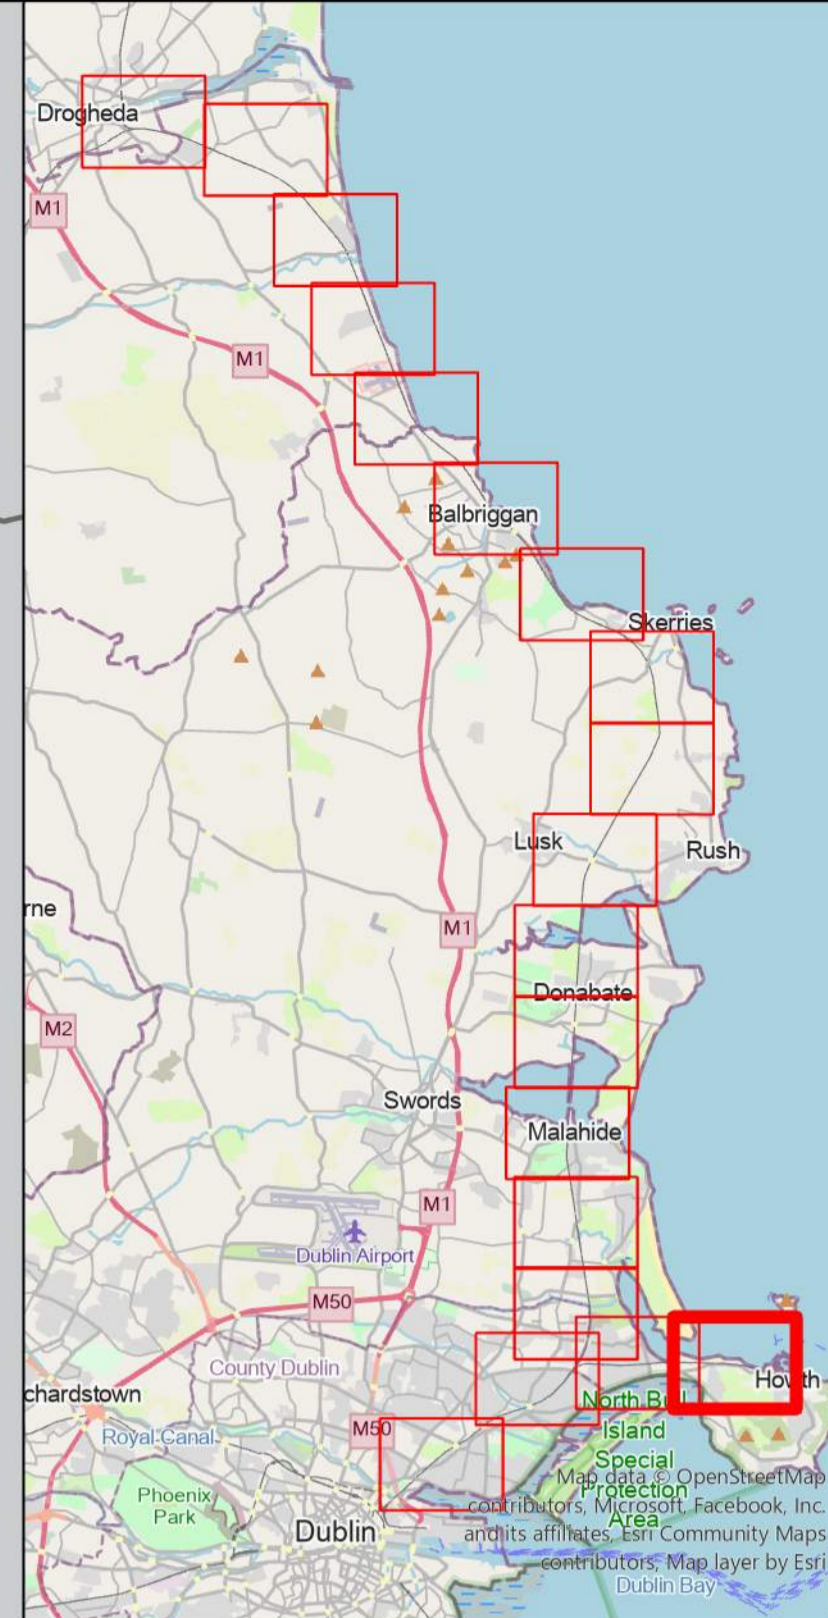 Drogheda
M1
M1
Balbriggan
Skerries
Lusk
Rush
rne
M1
Donabate
M2
Swords
Malahide
M1
Dublin Airport
M50
County Dublin
chardstown
Howth
North Bull
Island
Special
Protection
Area
Royal Canal
M50
Phoenix
Park
Dublin
Map data © OpenStreetMap
contributors, Microsoft, Facebook, Inc.
and its affiliates, Esri Community Maps
contributors, Map layer by Esri
Dublin Bay